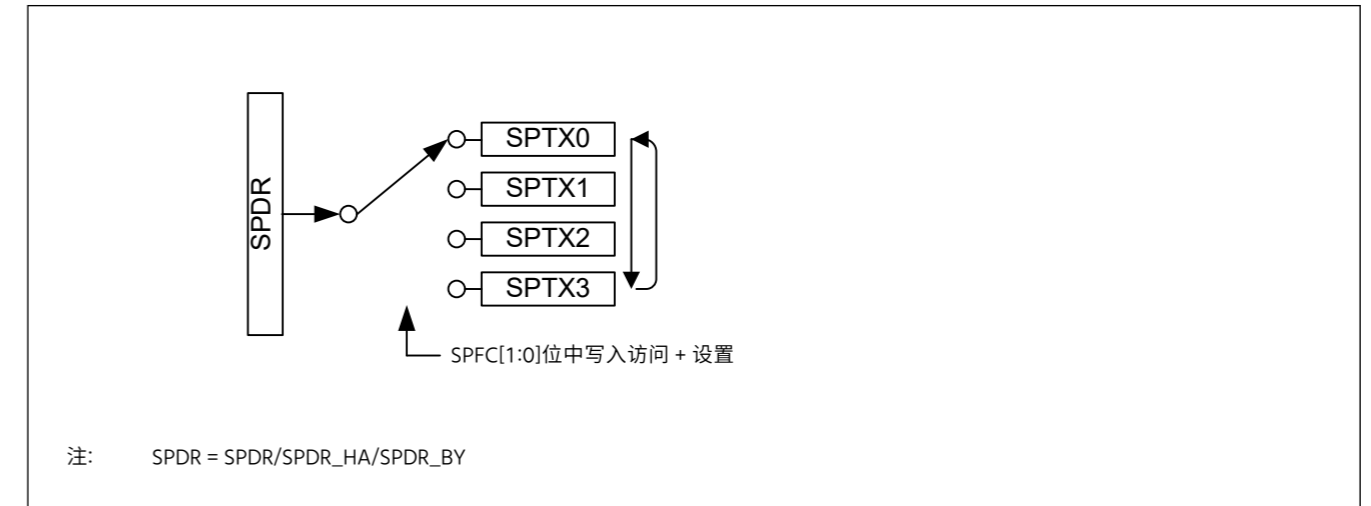 SPDR
SPTX0
SPTX1
SPTX2
SPTX3
SPFC[1:0]位中写入访问 + 设置
注: SPDR = SPDR/SPDR_HA/SPDR_BY